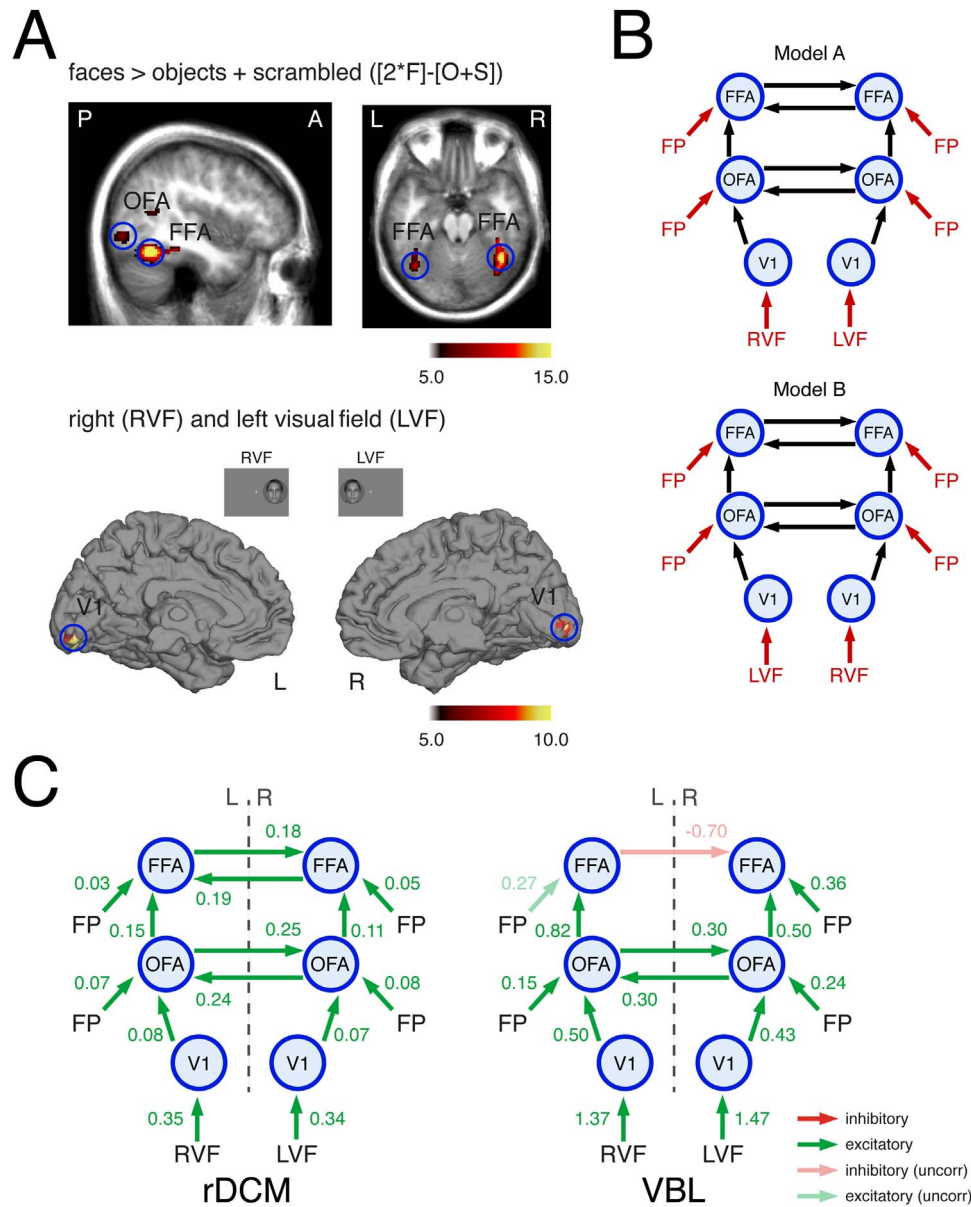 A
faces > objects + scrambled ([2*F]-[O+S])
P A
OFA
FFA
L R
FFA FFA
5.0 15.0
right (RVF) and left visual field (LVF)
RVF LVF
V1
L
V1
R
5.0 10.0
B
Model A
FFA FFA
FP FP
OFA OFA
FP FP
V1 V1
RVF LVF
Model B
FFA FFA
FP FP
OFA OFA
FP FP
V1 V1
LVF RVF
C
L R
0.18
FFA FFA
0.03 0.19 0.05
FP FP
0.15 0.25 0.11
OFA OFA
0.07 0.24 0.08
FP FP
0.08 0.07
V1 V1
0.35 0.34
RVF LVF
rDCM
L R
-0.70
FFA FFA
0.27 0.36
FP FP
0.82 0.30 0.50
OFA OFA
0.15 0.30 0.24
FP FP
0.50 0.43
V1 V1
1.37 1.47
RVF LVF
VBL
inhibitory
excitatory
inhibitory (uncorr)
excitatory (uncorr)